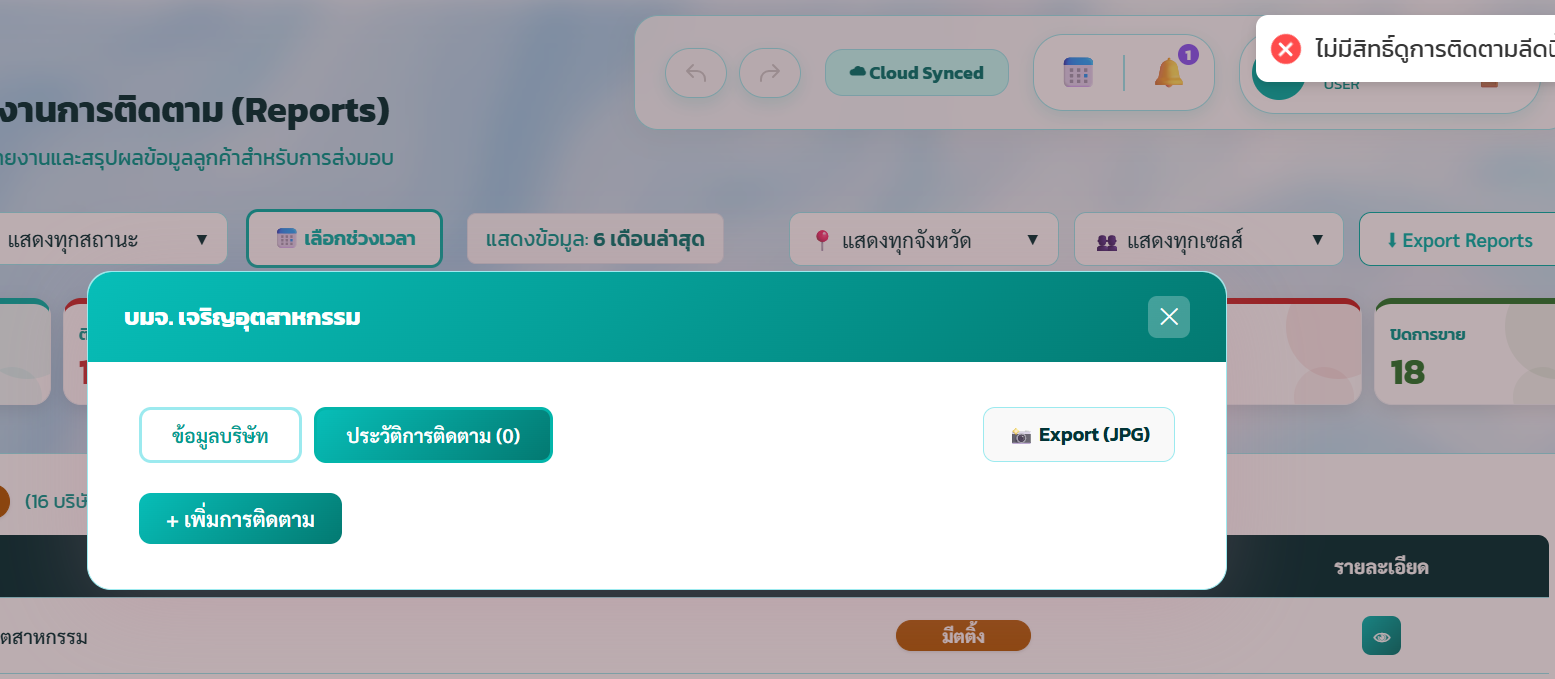 ไม่มีสิทธิ์ดูการติดตามลีดนี้
1
Cloud Synced
USER
งานการติดตาม (Reports)
ายงานและสรุปผลข้อมูลลูกค้าสำหรับการส่งมอบ
แสดงทุกสถานะ ▼
เลือกช่วงเวลา
แสดงข้อมูล: 6 เดือนล่าสุด
แสดงทุกจังหวัด ▼
แสดงทุกเซลส์ ▼
⬇ Export Reports
บมจ. เจริญอุตสาหกรรม
ปิดการขาย
18
ข้อมูลบริษัท
ประวัติการติดตาม (0)
Export (JPG)
(16 บริษั
+ เพิ่มการติดตาม
รายละเอียด
ตสาหกรรม
มีตติ้ง